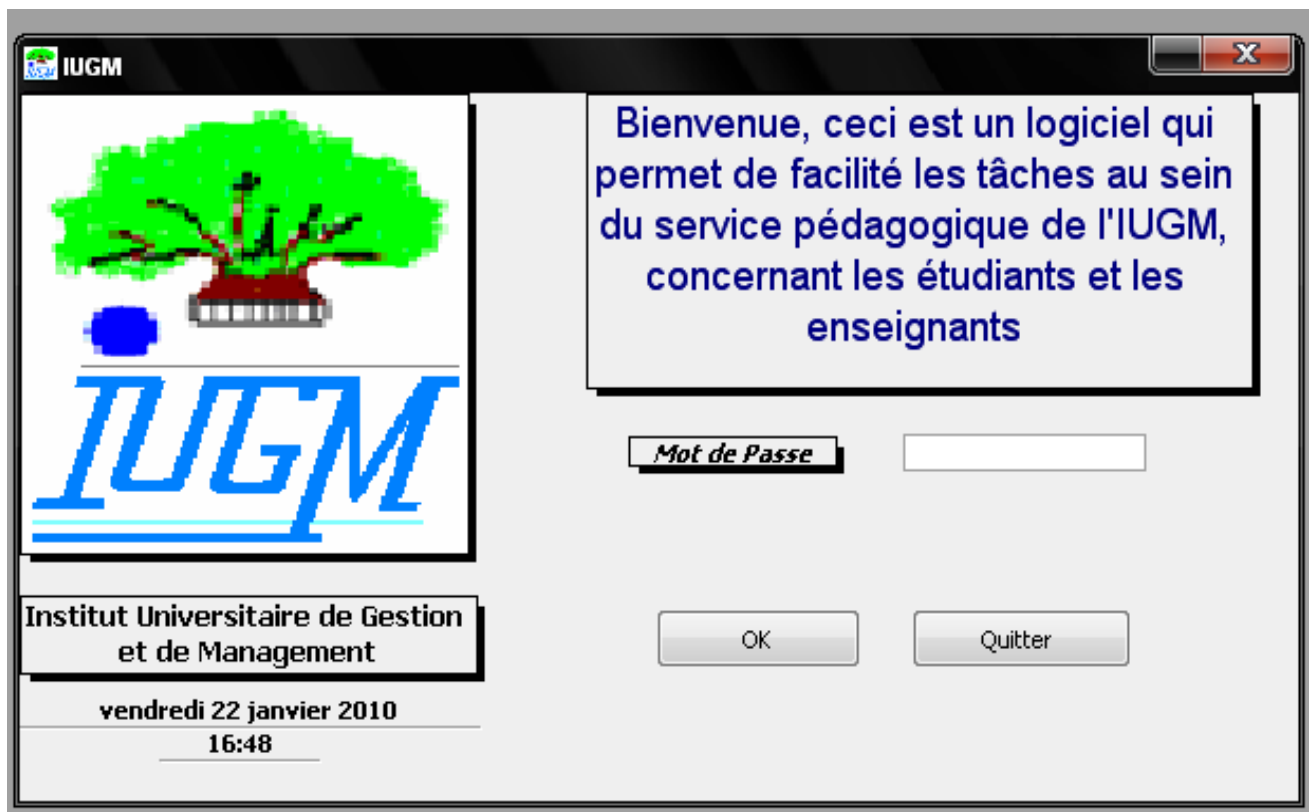 IUGM
Bienvenue, ceci est un logiciel qui
permet de facilité les tâches au sein
du service pédagogique de l'IUGM,
concernant les étudiants et les
enseignants
IUGM
Mot de Passe
Institut Universitaire de Gestion
et de Management
OK
Quitter
vendredi 22 janvier 2010
16:48